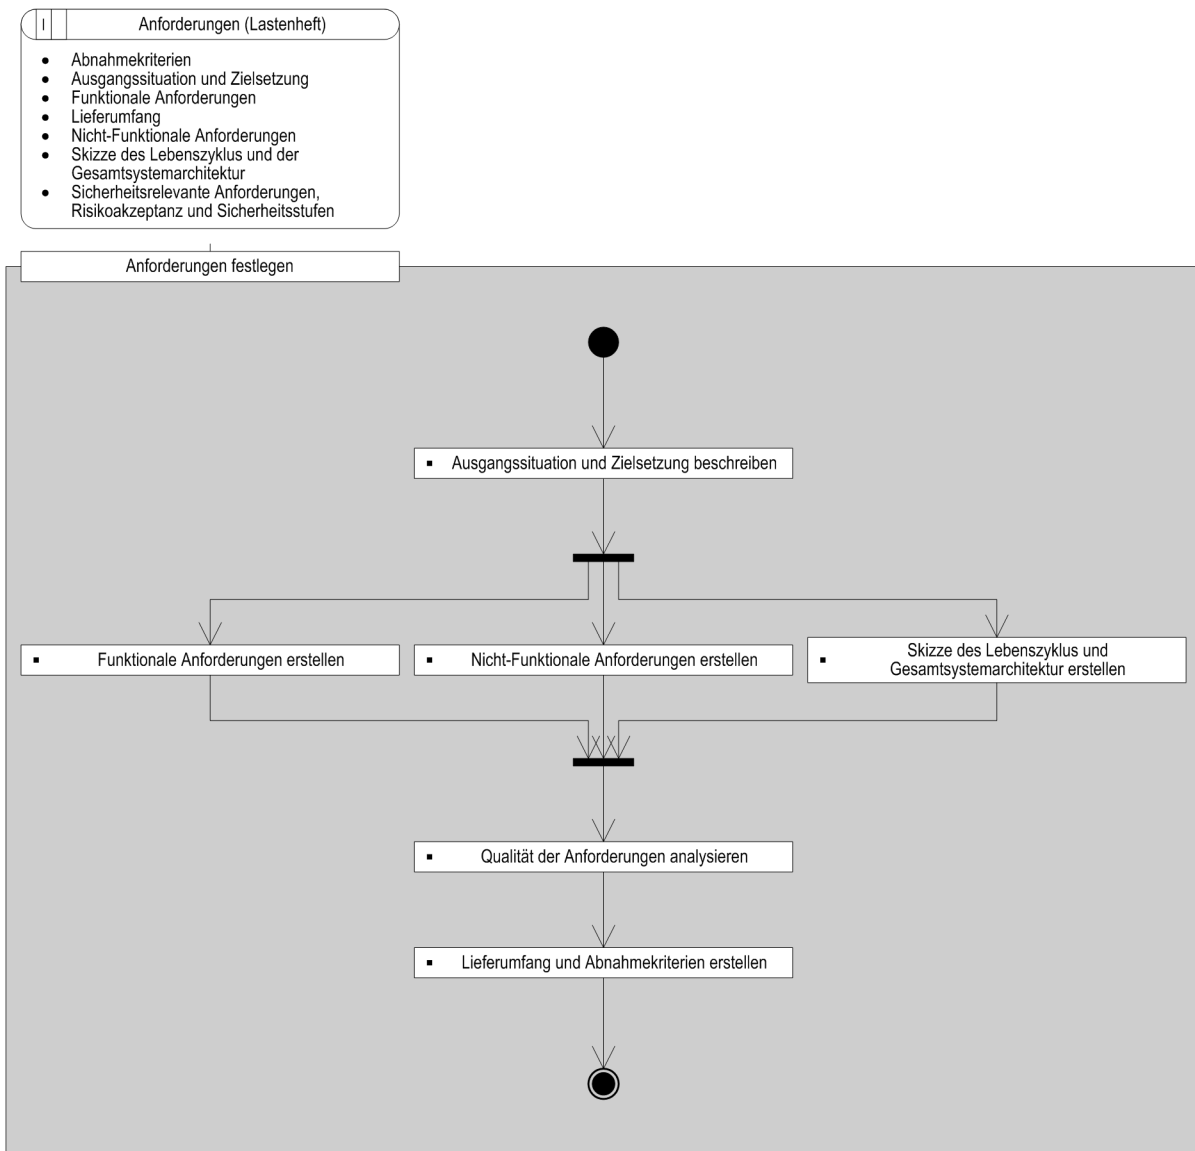 I Anforderungen (Lastenheft)
• Abnahmekriterien
• Ausgangssituation und Zielsetzung
• Funktionale Anforderungen
• Lieferumfang
• Nicht-Funktionale Anforderungen
• Skizze des Lebenszyklus und der
Gesamtsystemarchitektur
• Sicherheitsrelevante Anforderungen,
Risikoakzeptanz und Sicherheitsstufen
Anforderungen festlegen
Ausgangssituation und Zielsetzung beschreiben
Funktionale Anforderungen erstellen
Nicht-Funktionale Anforderungen erstellen
Skizze des Lebenszyklus und
Gesamtsystemarchitektur erstellen
Qualität der Anforderungen analysieren
Lieferumfang und Abnahmekriterien erstellen